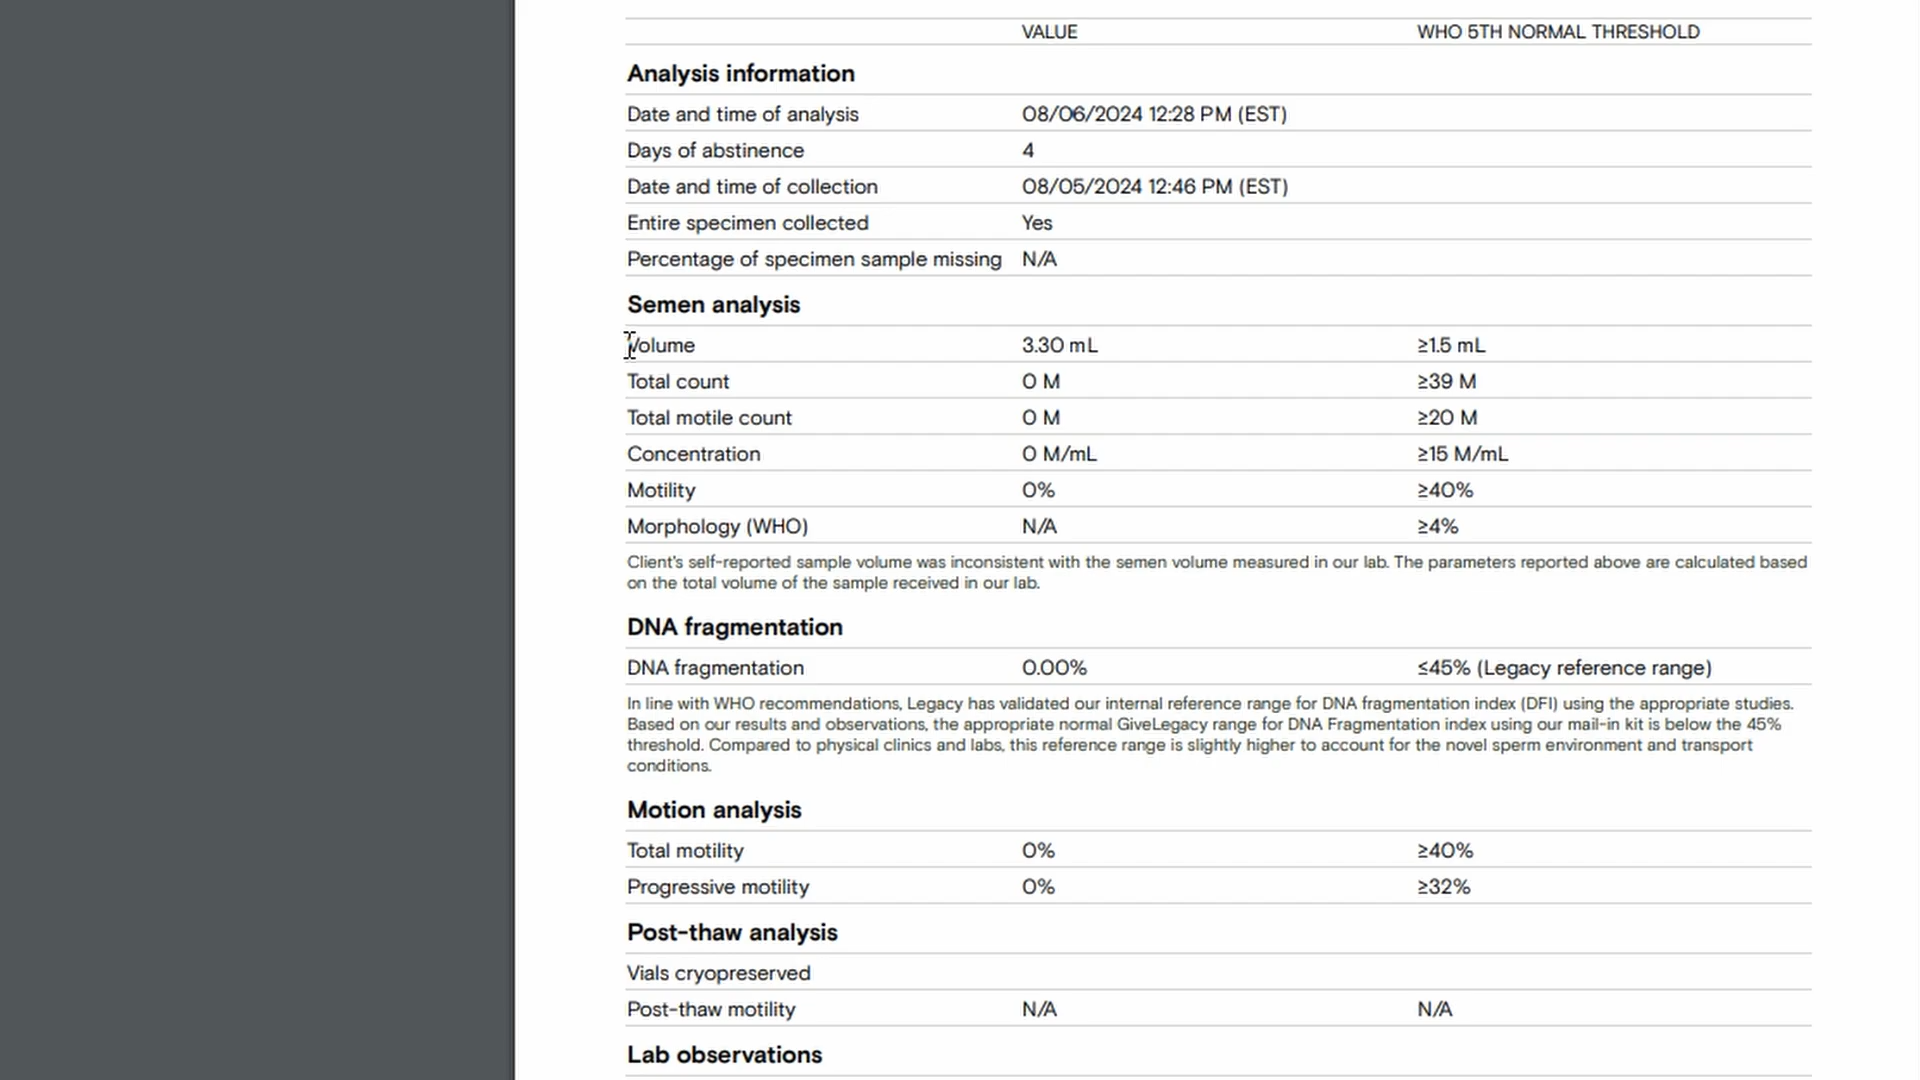 VALUE WHO 5TH NORMAL THRESHOLD
Analysis information
Date and time of analysis 08/06/2024 12:28 PM (EST)
Days of abstinence 4
Date and time of collection 08/05/2024 12:46 PM (EST)
Entire specimen collected Yes
Percentage of specimen sample missing N/A
Semen analysis
Volume 3.30 mL ≥1.5 mL
Total count 0 M ≥39 M
Total motile count 0 M ≥20 M
Concentration 0 M/mL ≥15 M/mL
Motility 0% ≥40%
Morphology (WHO) N/A ≥4%
Client's self-reported sample volume was inconsistent with the semen volume measured in our lab. The parameters reported above are calculated based
on the total volume of the sample received in our lab.
DNA fragmentation
DNA fragmentation 0.00% ≤45% (Legacy reference range)
In line with WHO recommendations, Legacy has validated our internal reference range for DNA fragmentation index (DFI) using the appropriate studies.
Based on our results and observations, the appropriate normal GiveLegacy range for DNA Fragmentation index using our mail-in kit is below the 45%
threshold. Compared to physical clinics and labs, this reference range is slightly higher to account for the novel sperm environment and transport
conditions.
Motion analysis
Total motility 0% ≥40%
Progressive motility 0% ≥32%
Post-thaw analysis
Vials cryopreserved
Post-thaw motility N/A N/A
Lab observations